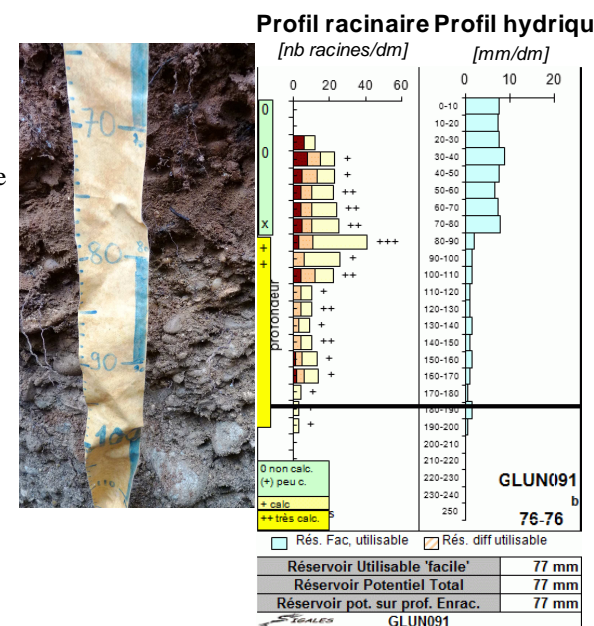 Profil racinaire Profil hydriqu
[nb racines/dm] [mm/dm]
e
0 20 40 60
0 10 20
70
80
90
0
0
x
+
+
profondeur
+
+
++
++
++
+++
+
++
+
++
+
++
+
+
+
+
0-10
10-20
20-30
30-40
40-50
50-60
60-70
70-80
80-90
90-100
100-110
110-120
120-130
130-140
140-150
150-160
160-170
170-180
180-190
190-200
200-210
210-220
220-230
230-240
250
0 non calc.
(+) peu c.
+ calc
++ très calc.
s
GLUN091
b
76-76
Rés. Fac, utilisable Rés. diff utilisable
Réservoir Utilisable 'facile' 77 mm
Réservoir Potentiel Total 77 mm
Réservoir pot. sur prof. Enrac. 77 mm
SIGALES GLUN091